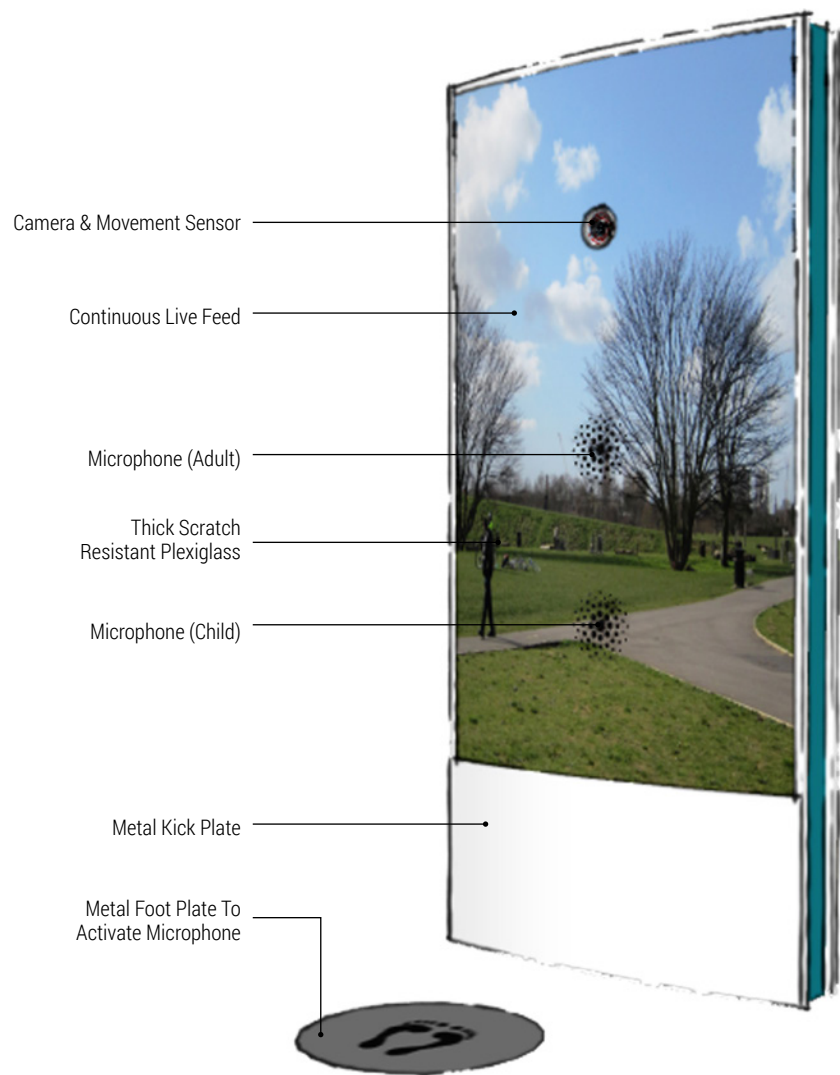 Camera & Movement Sensor
Continuous Live Feed
Microphone (Adult)
Thick Scratch
Resistant Plexiglass
Microphone (Child)
Metal Kick Plate
Metal Foot Plate To
Activate Microphone